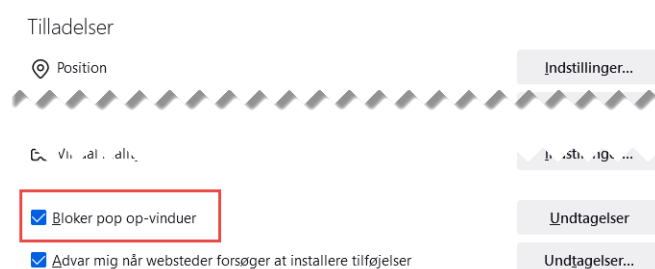 Tilladelser
Position
Indstillinger...
Bloker pop op-vinduer
Undtagelser
Advar mig når websteder forsøger at installere tilføjelser
Undtagelser...